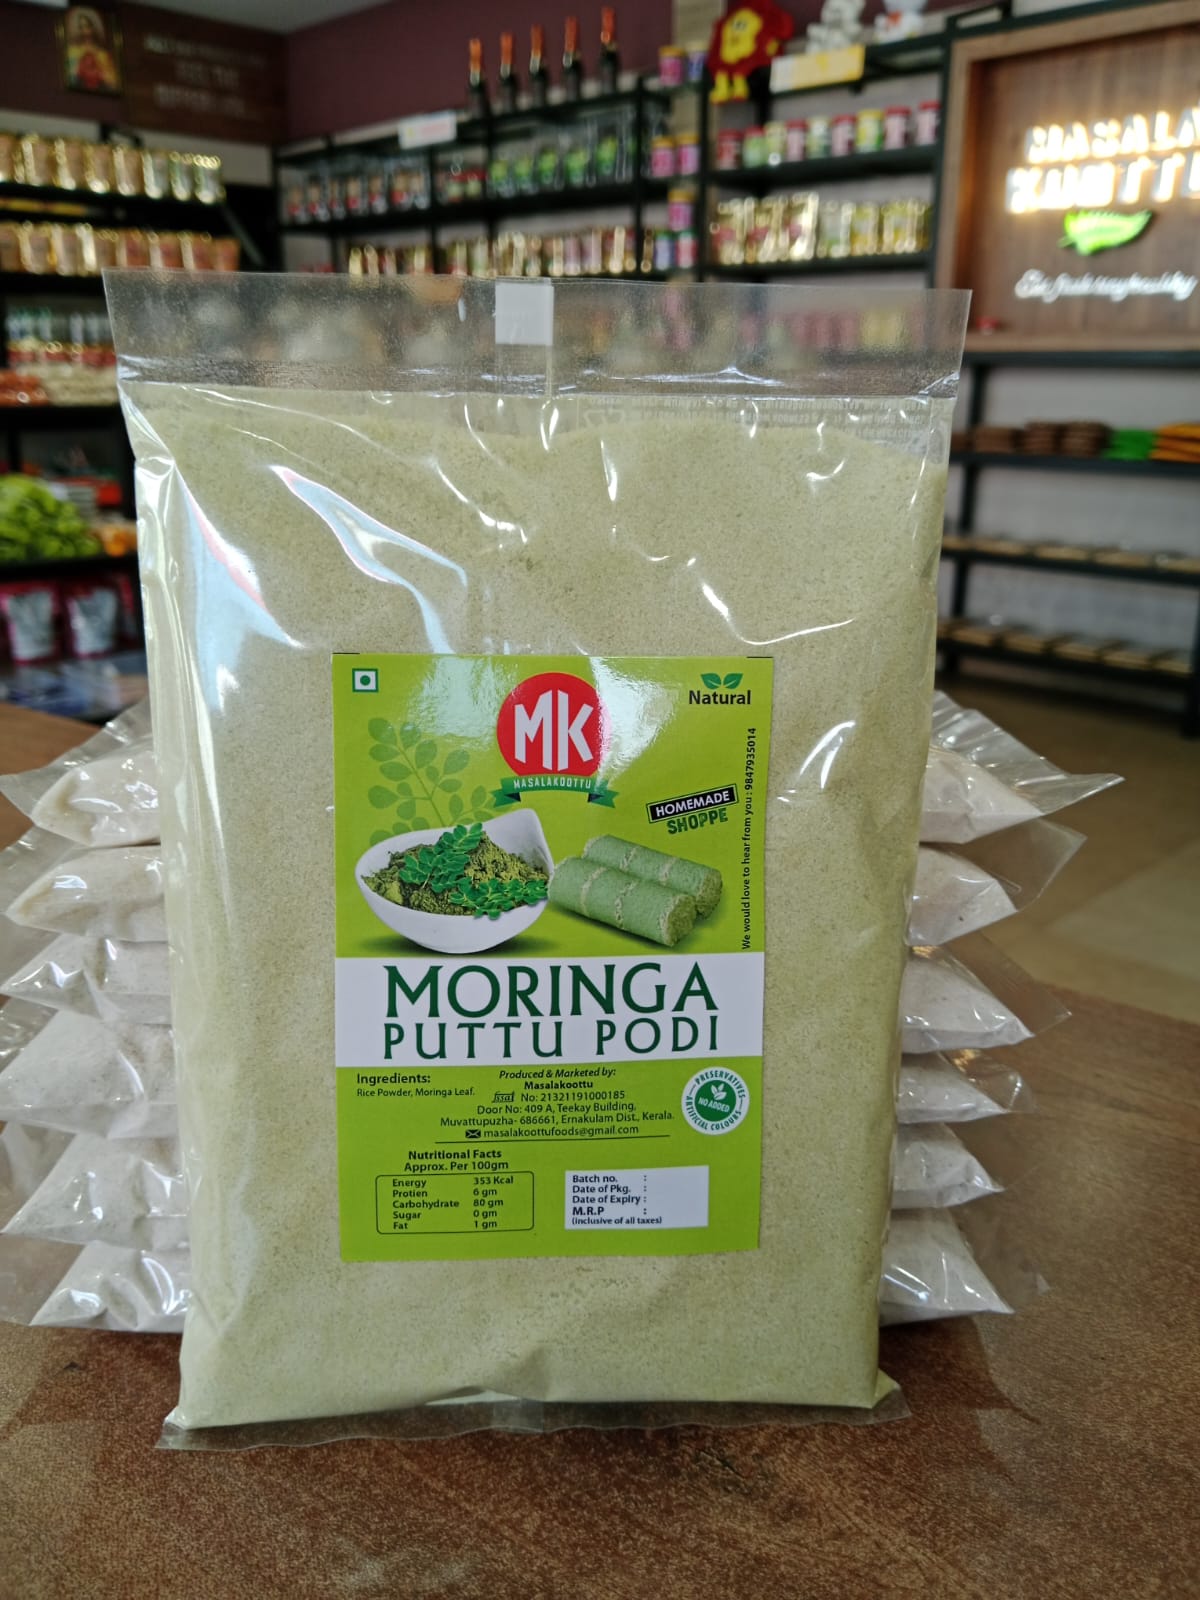 MASALA
Natural
MK
MASALAKOOTTU
HOMEMADE
SHOPPE
We would love to hear from you : 9847935014
MORINGA
PUTTU PODI
Ingredients:
Rice Powder, Moringa Leaf.
Produced & Marketed by:
Masalakoottu
fssai No: 21321191000185
Door No: 409 A, Teekay Building,
Muvattupuzha- 686661, Ernakulam Dist., Kerala.
masalakoottufoods@gmail.com
PRESERVATIVES
NO ADDED
ARTIFICIAL COLOURS
Nutritional Facts
Approx. Per 100gm
Energy 353 Kcal
Protien 6 gm
Carbohydrate 80 gm
Sugar 0 gm
Fat 1 gm
Batch no. :
Date of Pkg. :
Date of Expiry :
M.R.P :
(inclusive of all taxes)